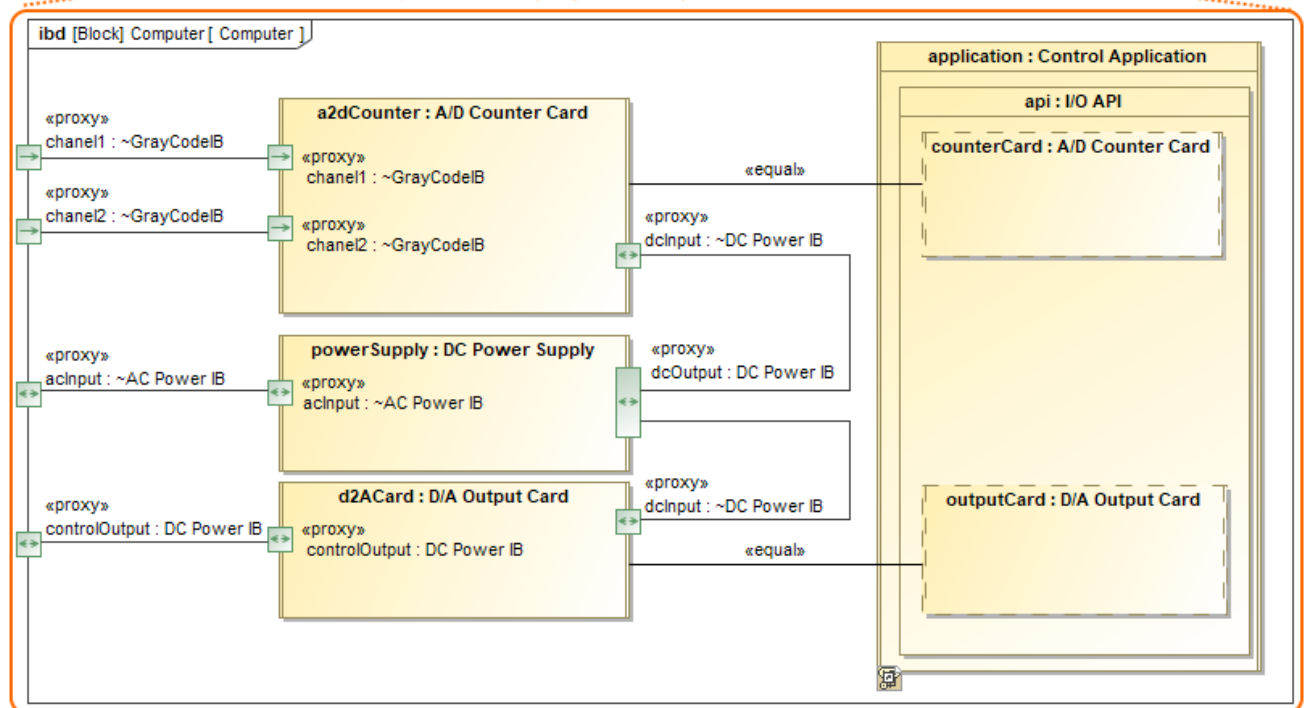 ibd [Block] Computer[ Computer ]
application : Control Application
api : I/O API
«proxy»
chanel1 : ~GrayCodeIB
a2dCounter : A/D Counter Card
«proxy»
chanel1 : ~GrayCodeIB
counterCard : A/D Counter Card
«equal»
«proxy»
chanel2 : ~GrayCodeIB
«proxy»
chanel2 : ~GrayCodeIB
«proxy»
dcInput : ~DC Power IB
«proxy»
acInput : ~AC Power IB
powerSupply : DC Power Supply
«proxy»
acInput : ~AC Power IB
«proxy»
dcOutput : DC Power IB
«proxy»
controlOutput : DC Power IB
d2ACard : D/A Output Card
«proxy»
controlOutput : DC Power IB
«proxy»
dcInput : ~DC Power IB
«equal»
outputCard : D/A Output Card